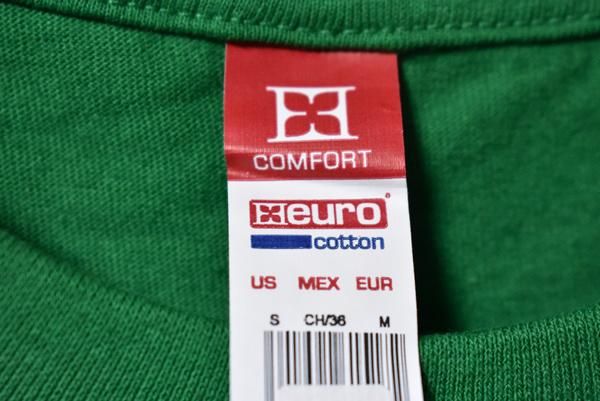 COMFORT
euro®
cotton
US MEX EUR
S CH/36 M